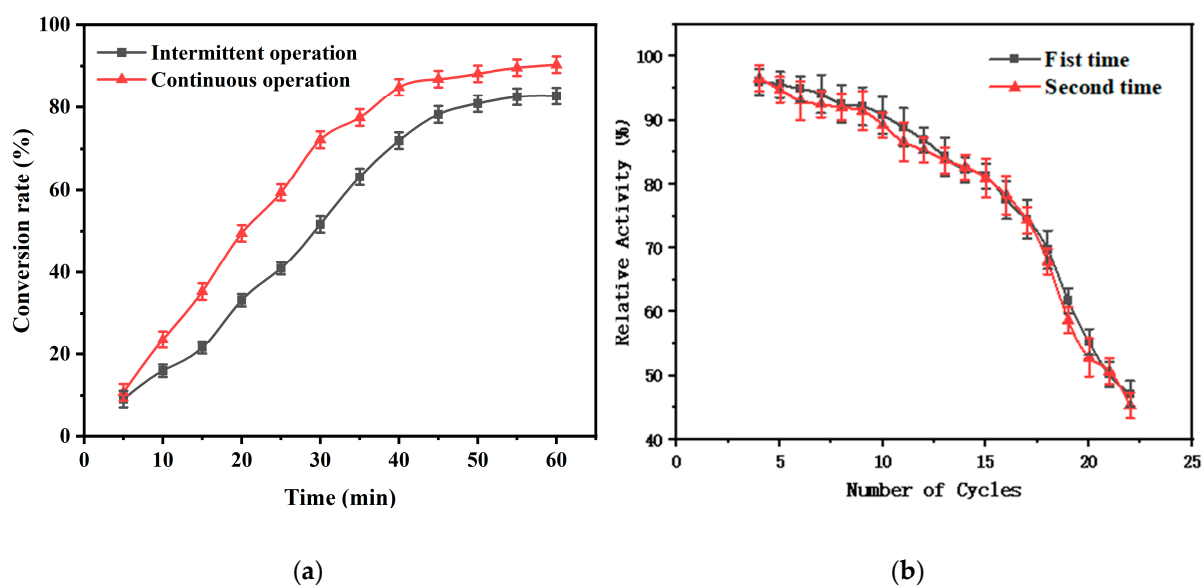 Conversion rate (%)
100
80
60
40
20
0
Intermittent operation
Continuous operation
0 10 20 30 40 50 60
Time (min)
(a)
Relative Activity (%)
100
90
80
70
60
50
40
Fist time
Second time
0 5 10 15 20 25
Number of Cycles
(b)